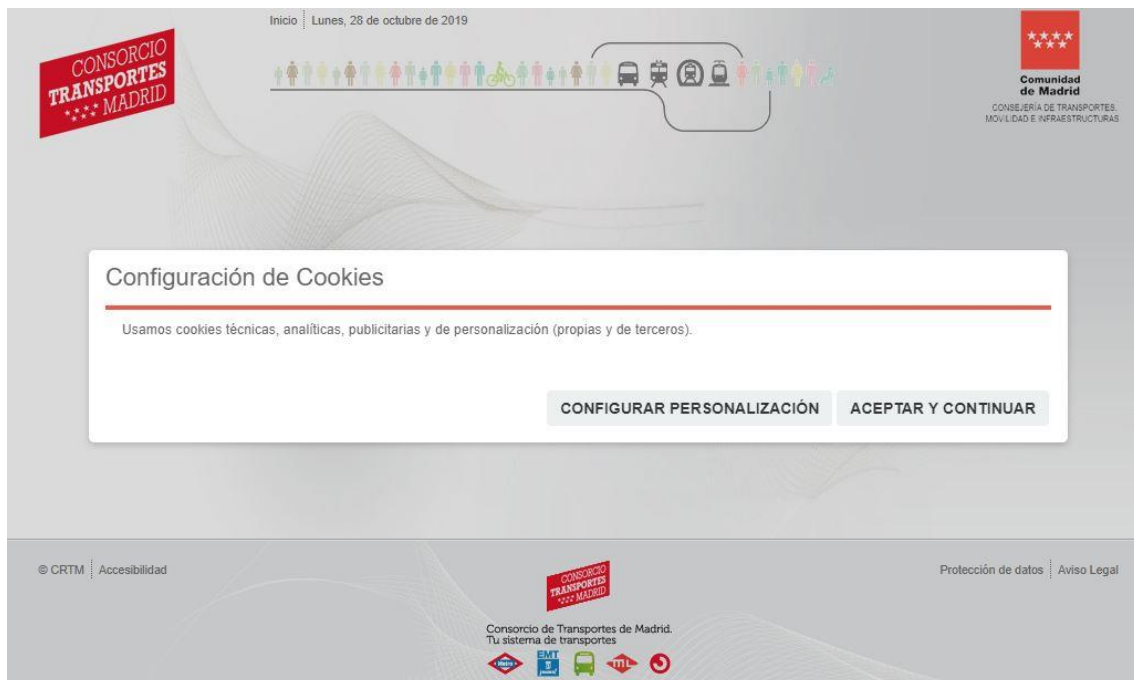 CONSORCIO
TRANSPORTES
MADRID
Inicio Lunes, 28 de octubre de 2019
Comunidad
de Madrid
CONSEJERÍA DE TRANSPORTES,
MOVILIDAD E INFRAESTRUCTURAS
Configuración de Cookies
Usamos cookies técnicas, analíticas, publicitarias y de personalización (propias y de terceros).
CONFIGURAR PERSONALIZACIÓN ACEPTAR Y CONTINUAR
© CRTM Accesibilidad
CONSORCIO
TRANSPORTES
MADRID
Protección de datos Aviso Legal
Consorcio de Transportes de Madrid.
Tu sistema de transportes
Metro EMT mL